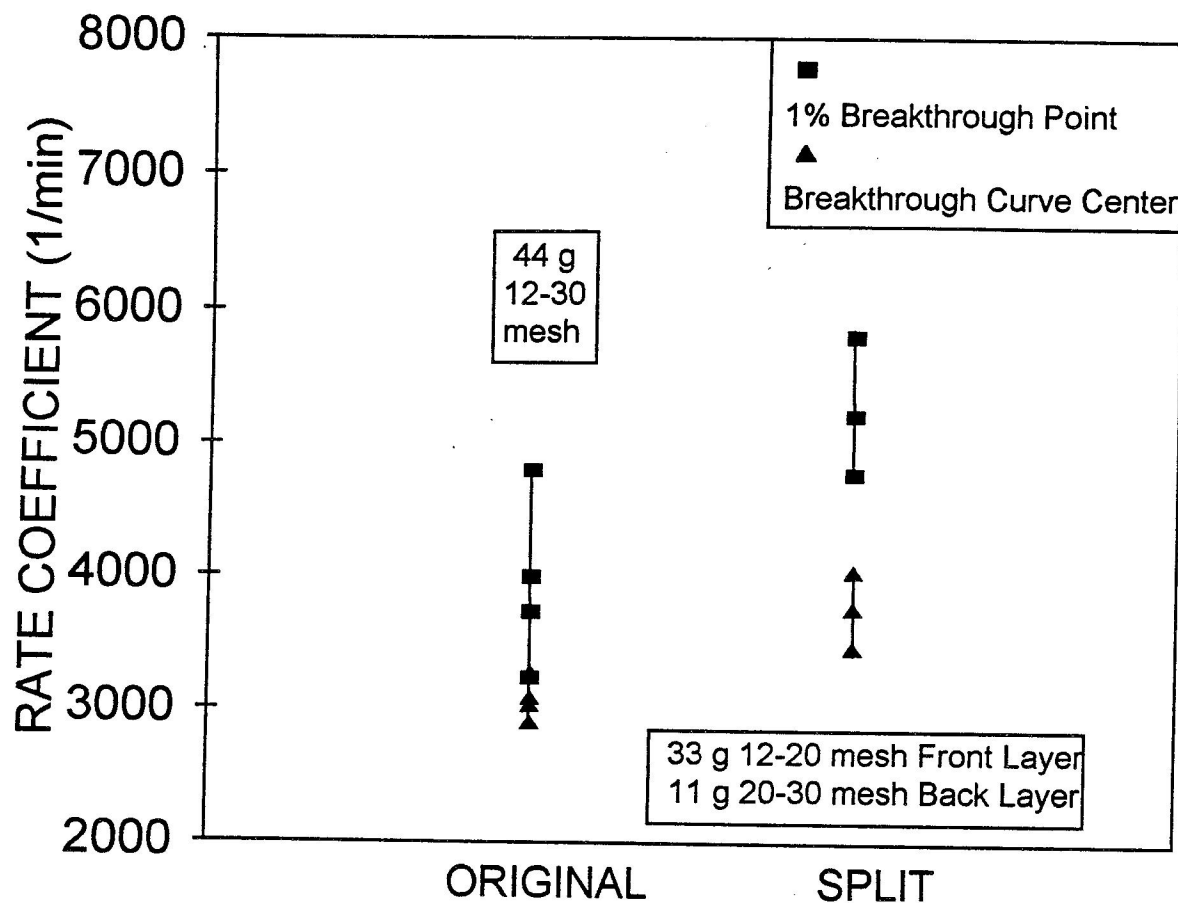 RATE COEFFICIENT (1/min)
8000
7000
6000
5000
4000
3000
2000
1% Breakthrough Point
Breakthrough Curve Center
44 g
12-30
mesh
33 g 12-20 mesh Front Layer
11 g 20-30 mesh Back Layer
ORIGINAL
SPLIT